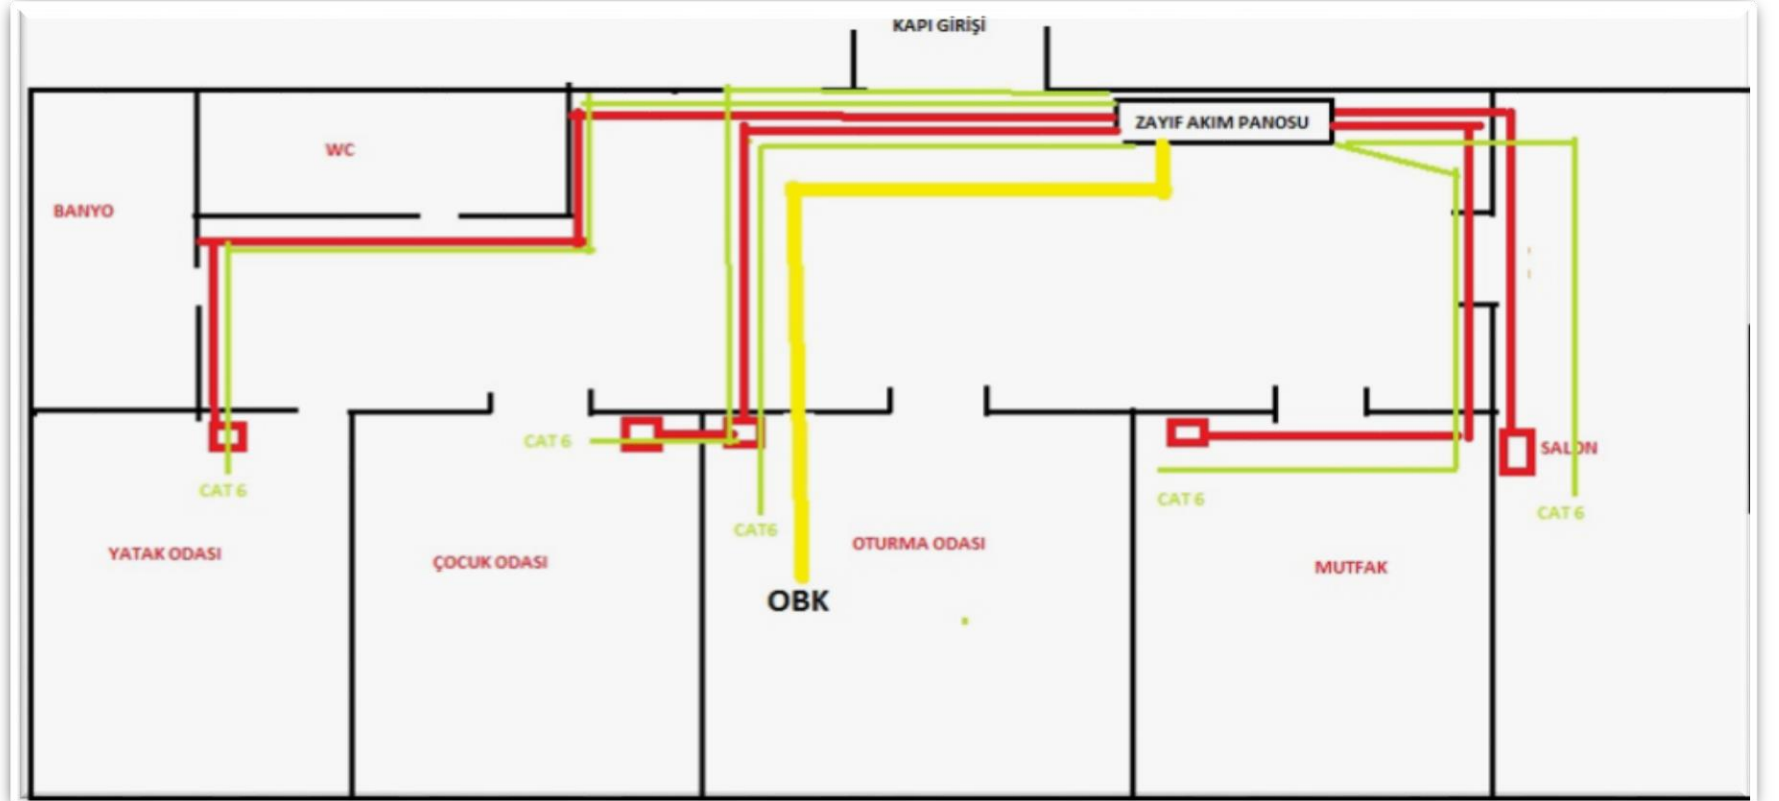 KAPI GİRİŞİ
ZAYIF AKIM PANOSU
WC
BANYO
CAT 6
SALON
CAT 6
CAT 6
CAT 6
CAT6
OTURMA ODASI
YATAK ODASI
ÇOCUK ODASI
MUTFAK
OBK